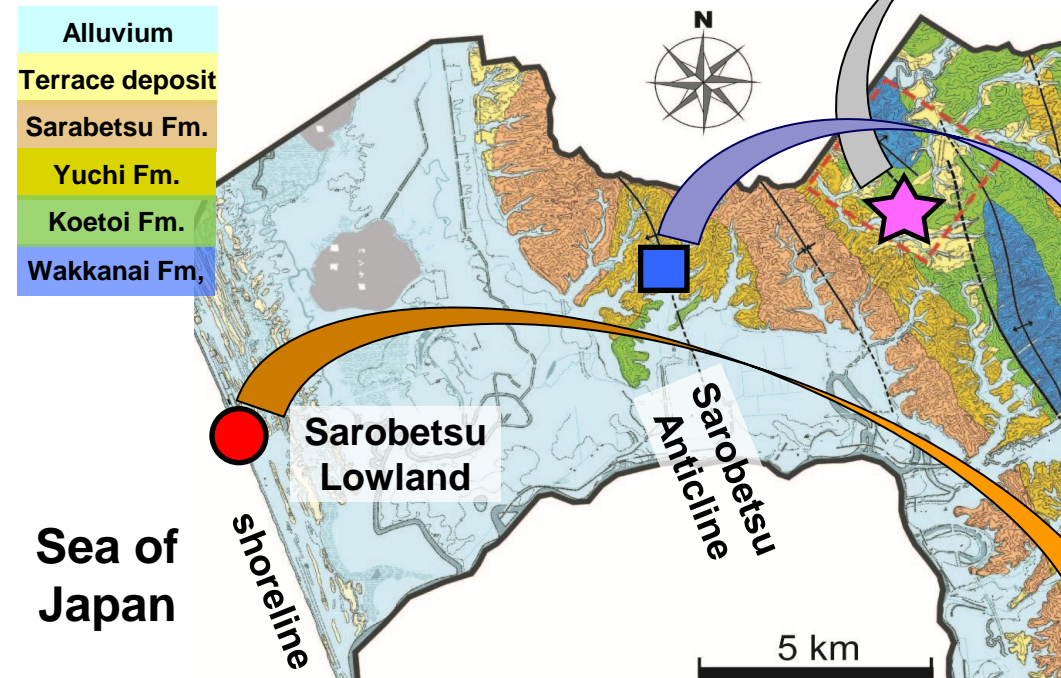 Alluvium
Terrace deposit
Sarabetsu Fm.
Yuchi Fm.
Koetoi Fm.
Wakkanai Fm,
N
Sarobetsu
Lowland
Sarobetsu
Anticline
Sea of
Japan
shoreline
5 km